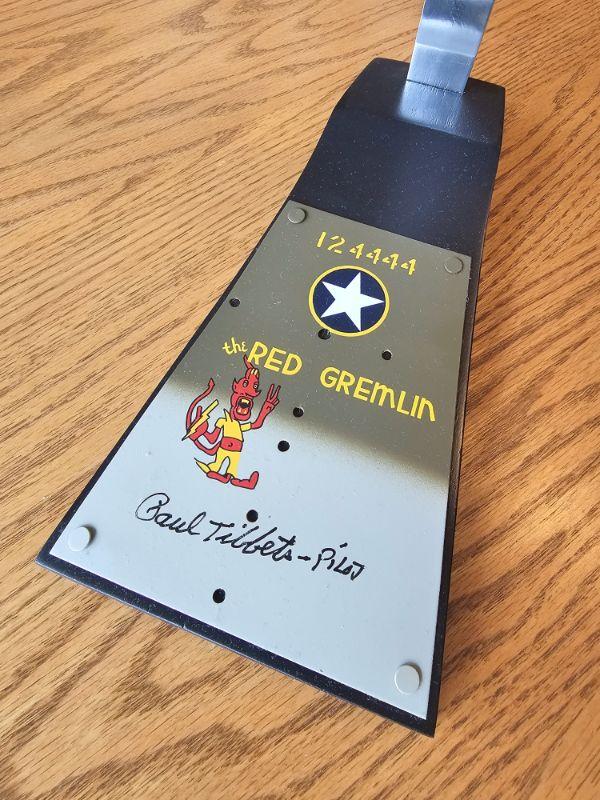 124444
the RED GREMLIN
Paul Tibbets - Pilot